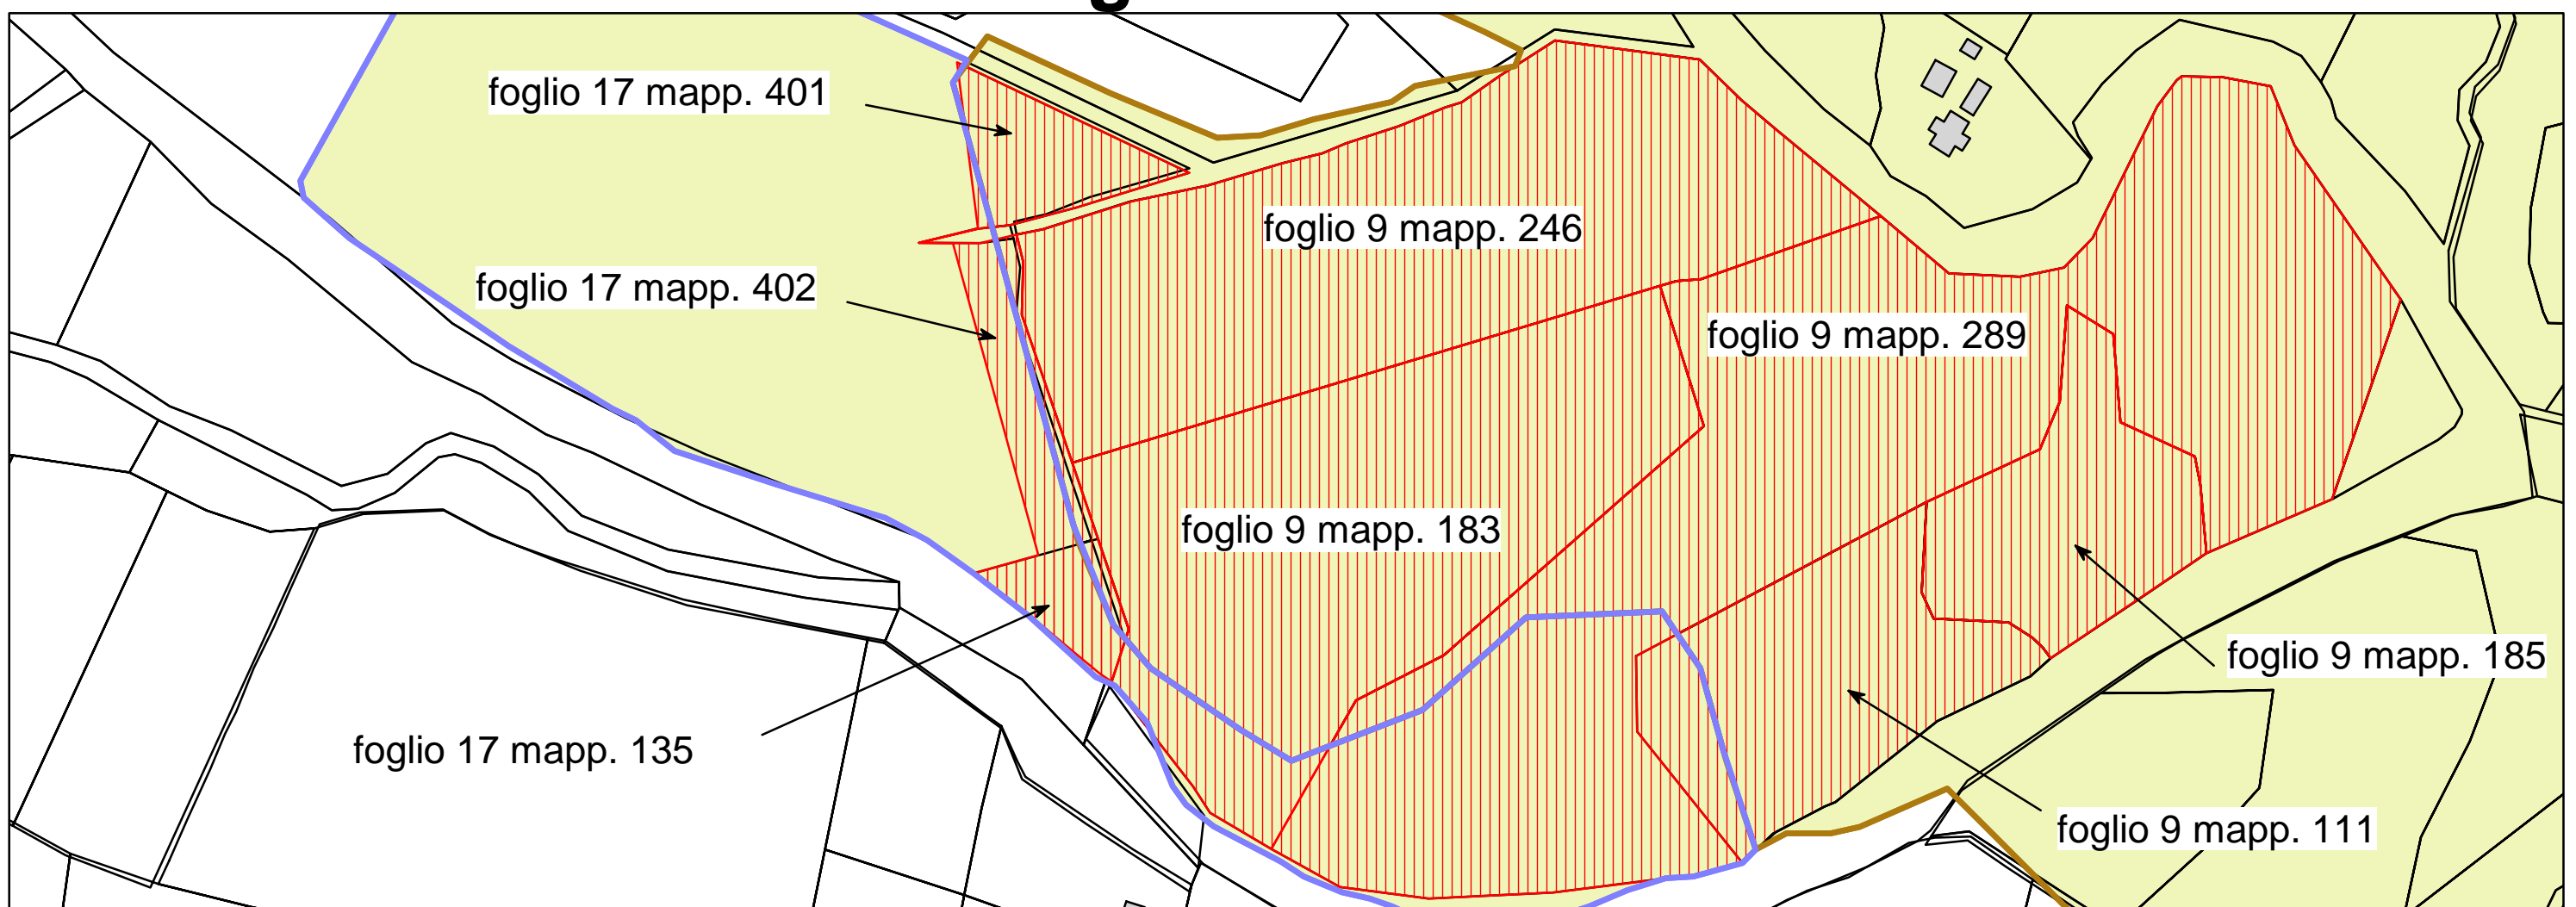 foglio 17 mapp. 401
foglio 9 mapp. 246
foglio 17 mapp. 402
foglio 9 mapp. 289
foglio 9 mapp. 183
foglio 9 mapp. 185
foglio 17 mapp. 135
foglio 9 mapp. 111